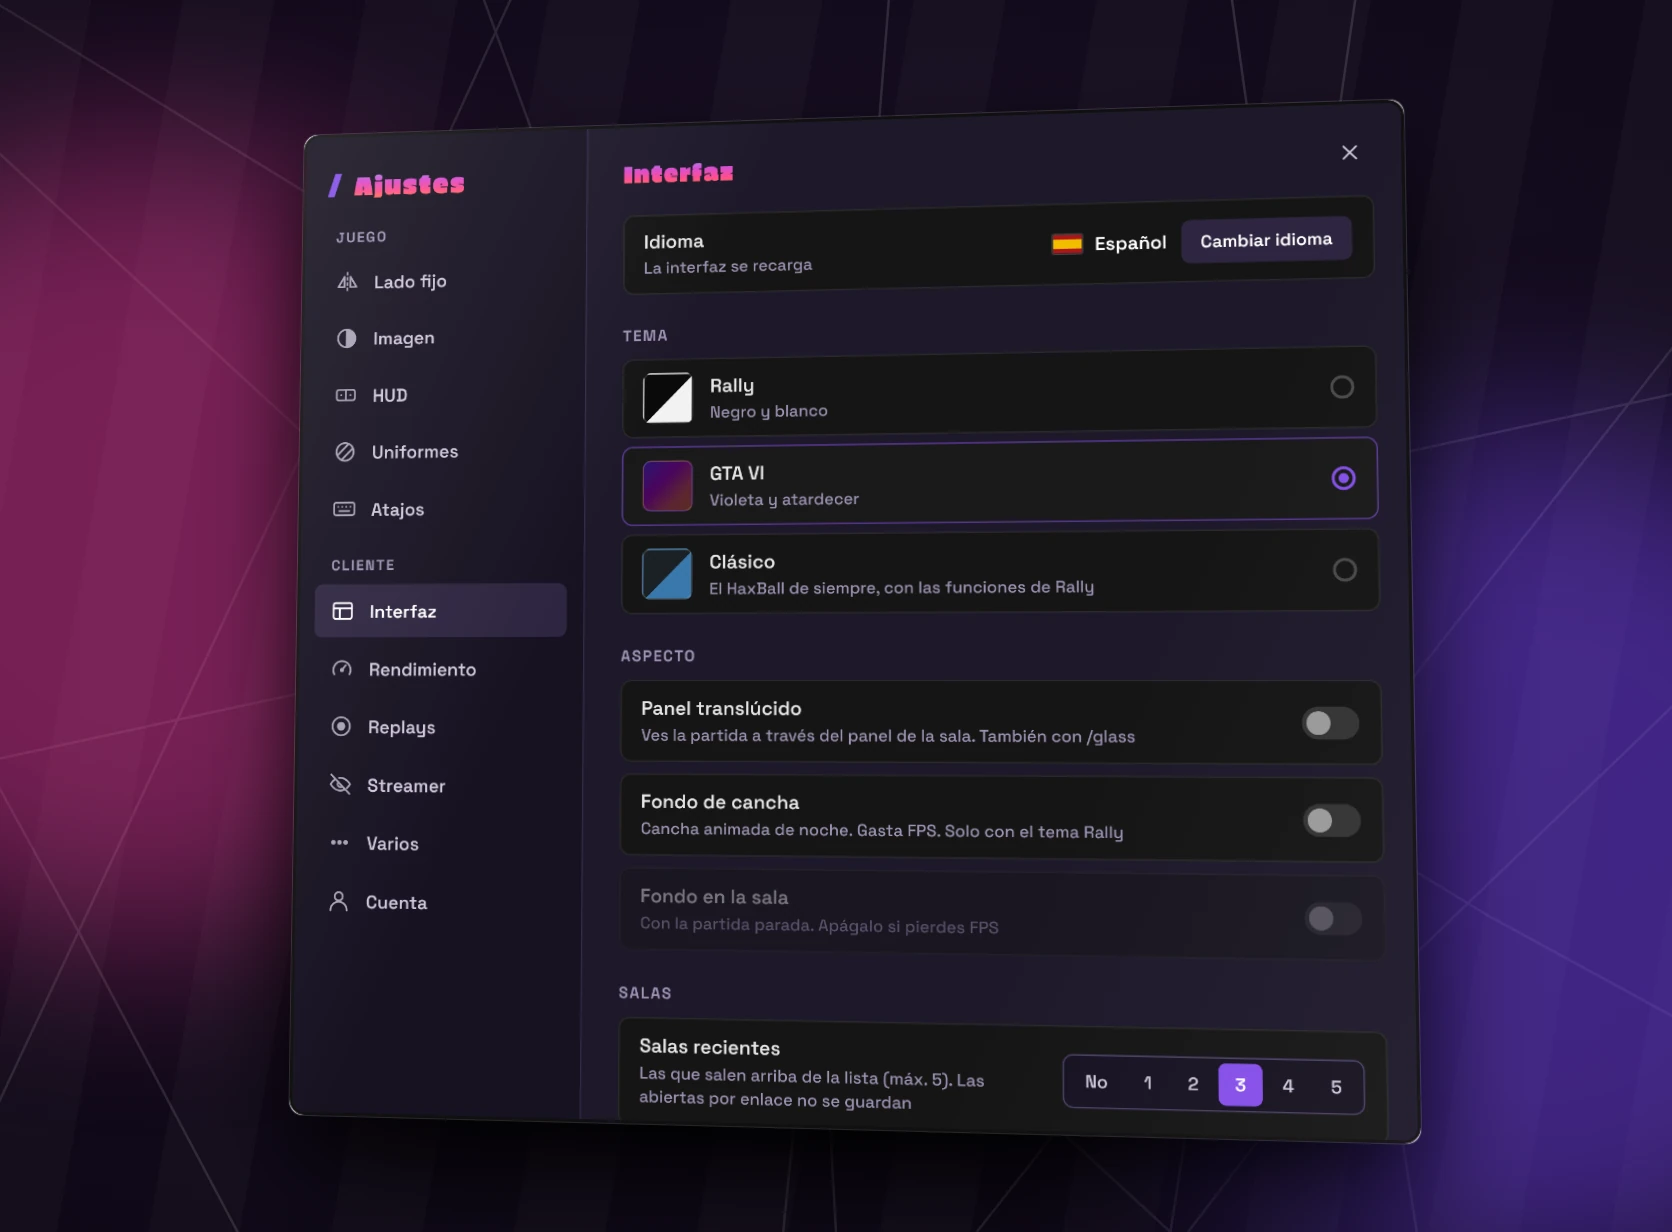 / Ajustes
JUEGO
Lado fijo
Imagen
HUD
Uniformes
Atajos
CLIENTE
Interfaz
Rendimiento
Replays
Streamer
Varios
Cuenta
Interfaz
Idioma
La interfaz se recarga
Español
Cambiar idioma
TEMA
Rally
Negro y blanco
GTA VI
Violeta y atardecer
Clásico
El HaxBall de siempre, con las funciones de Rally
ASPECTO
Panel translúcido
Ves la partida a través del panel de la sala. También con /glass
Fondo de cancha
Cancha animada de noche. Gasta FPS. Solo con el tema Rally
Fondo en la sala
Con la partida parada. Apágalo si pierdes FPS
SALAS
Salas recientes
Las que salen arriba de la lista (máx. 5). Las
abiertas por enlace no se guardan
No 1 2 3 4 5